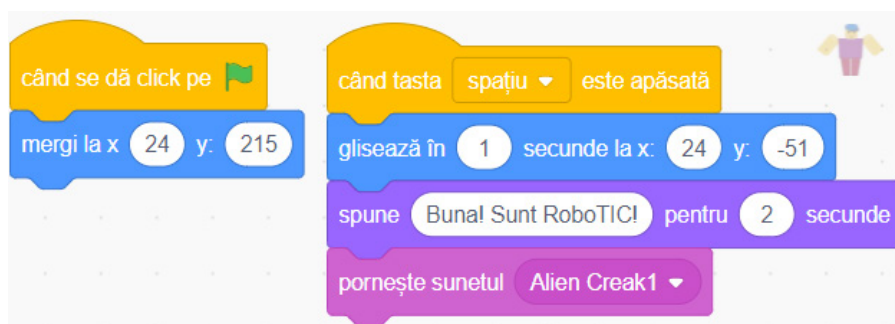 când se dă click pe
mergi la x 24 y: 215
când tasta spațiu este apăsată
glisează în 1 secunde la x: 24 y: -51
spune Buna! Sunt RoboTIC! pentru 2 secunde
pornește sunetul Alien Creak1